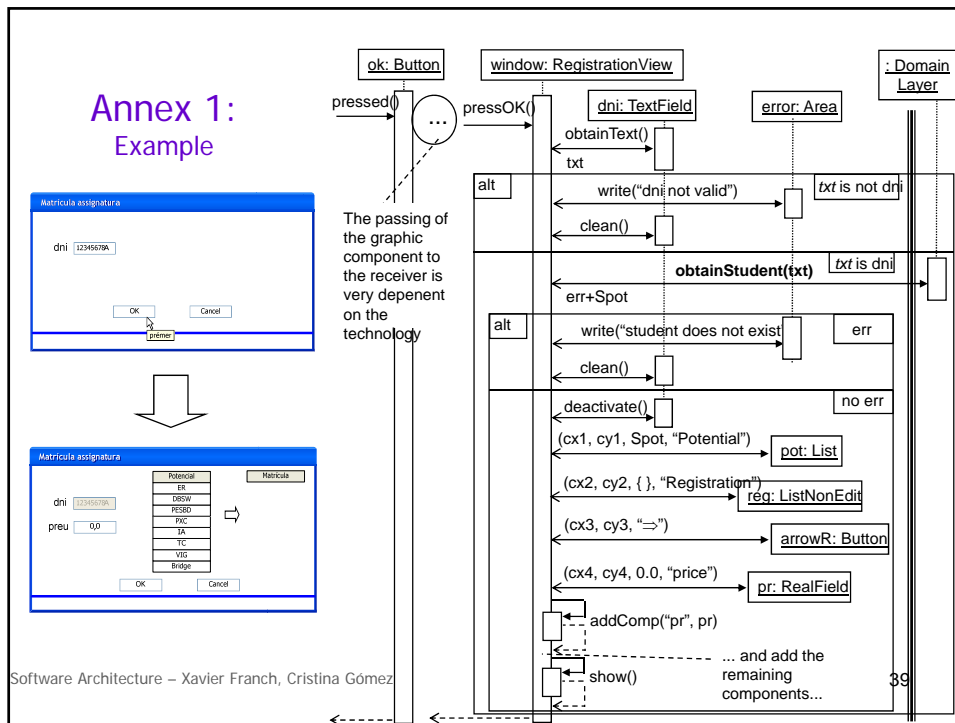 Annex 1:
Example
ok: Button
window: RegistrationView
: Domain
Layer
pressed()
...
pressOK()
dni: TextField
error: Area
obtainText()
txt
alt
txt is not dni
write(“dni not valid”)
clean()
The passing of
the graphic
component to
the receiver is
very depenent
on the
technology
txt is dni
obtainStudent(txt)
err+Spot
alt
err
write(“student does not exist
clean()
no err
deactivate()
(cx1, cy1, Spot, “Potential”)
pot: List
(cx2, cy2, { }, “Registration”)
reg: ListNonEdit
(cx3, cy3, “⇒”)
arrowR: Button
(cx4, cy4, 0.0, “price”)
pr: RealField
addComp(“pr”, pr)
... and add the
remaining
components...
show()
Matrícula assignatura
dni 12345678A
OK Cancel
prémer
Matrícula assignatura
Potencial Matrícula
ER
DBSW
dni 12345678A
PESBD
PXC
preu 0,0
IA
TC
VIG
Bridge
OK Cancel
Software Architecture – Xavier Franch, Cristina Gómez
39